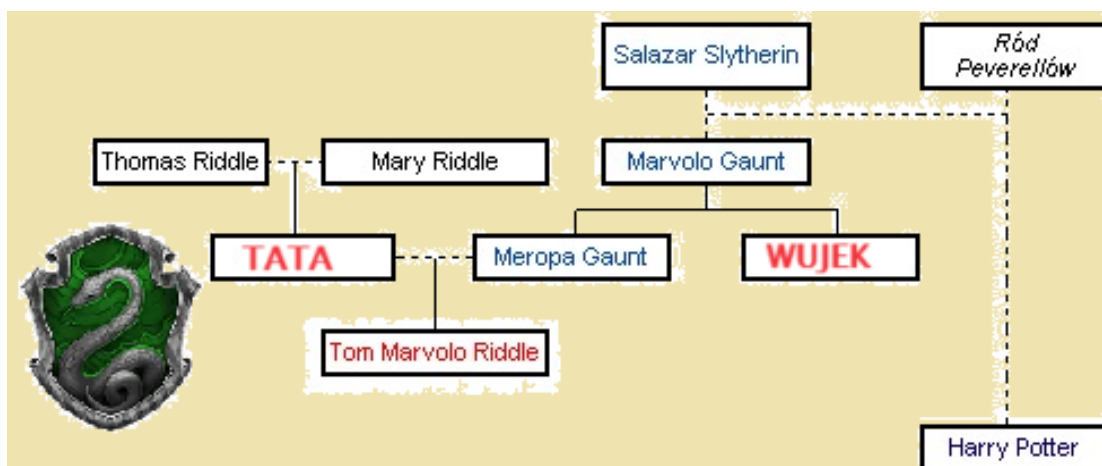 Salazar Slytherin
Ród
Peverellów
Thomas Riddle
Mary Riddle
Marvolo Gaunt
TATA
Meropa Gaunt
WUJEK
Tom Marvolo Riddle
Harry Potter